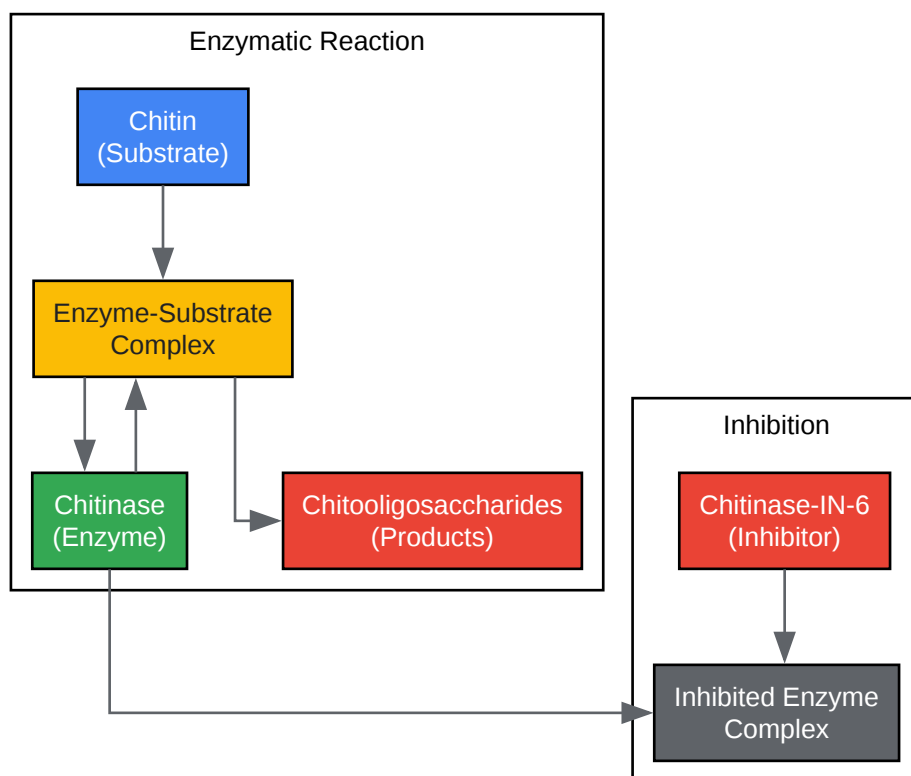 Enzymatic Reaction
Chitin
(Substrate)
Enzyme-Substrate
Complex
Chitinase
(Enzyme)
Chitooligosaccharides
(Products)
Inhibition
Chitinase-IN-6
(Inhibitor)
Inhibited Enzyme
Complex